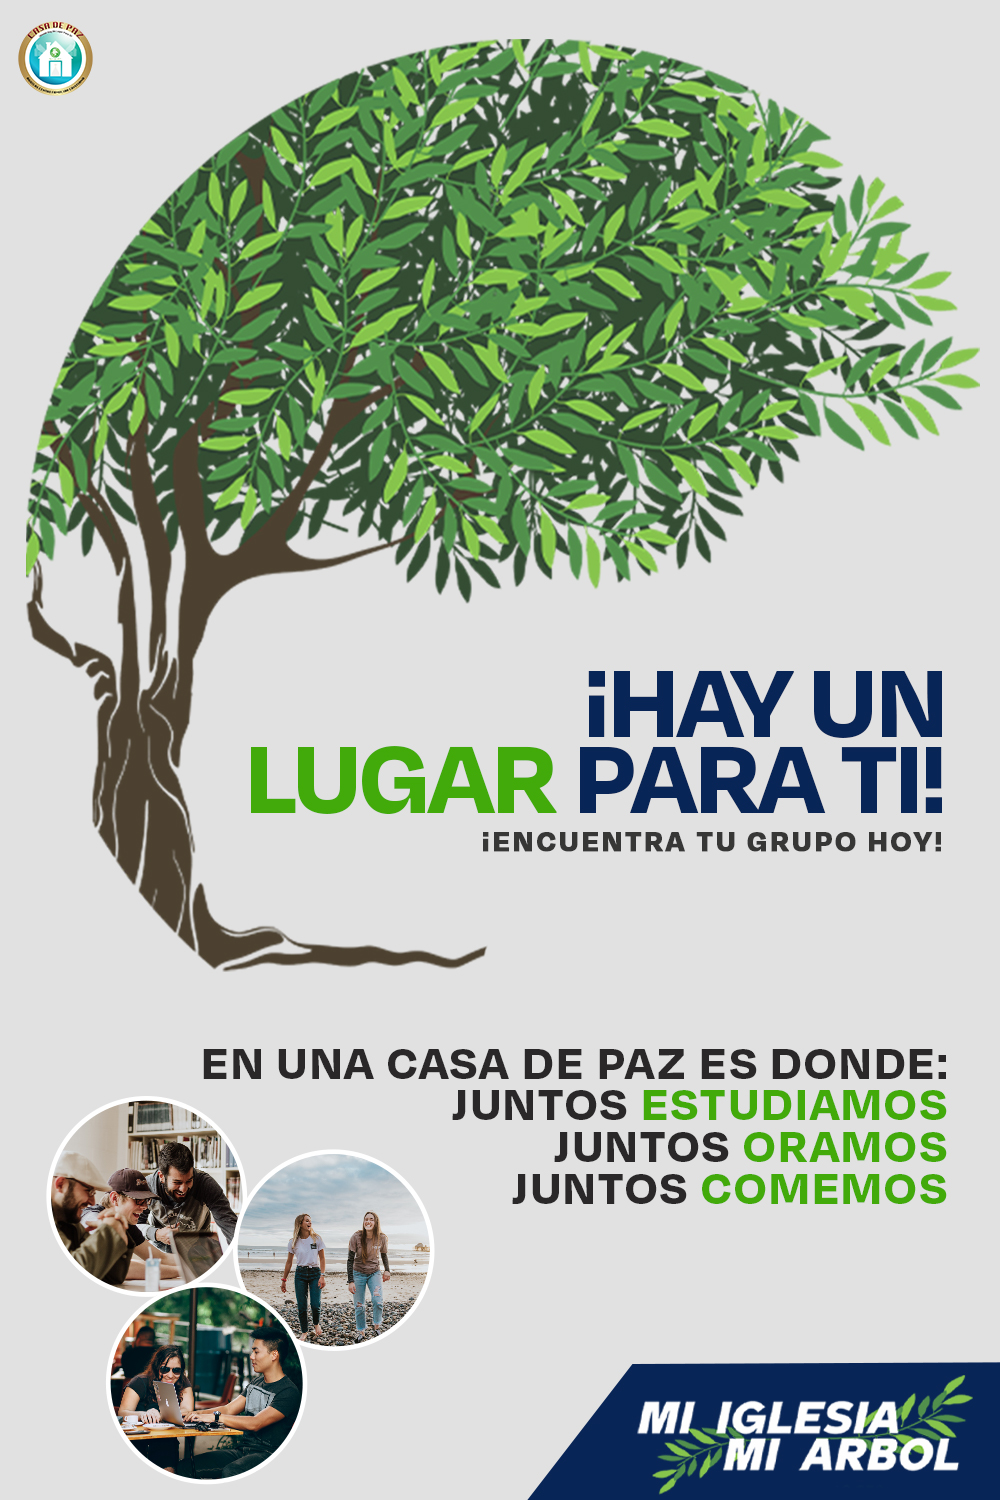 CASA DE PAZ
¡HAY UN
LUGAR PARA TI!
¡ENCUENTRA TU GRUPO HOY!
EN UNA CASA DE PAZ ES DONDE:
JUNTOS ESTUDIAMOS
JUNTOS ORAMOS
JUNTOS COMEMOS
MI IGLESIA
MI ARBOL